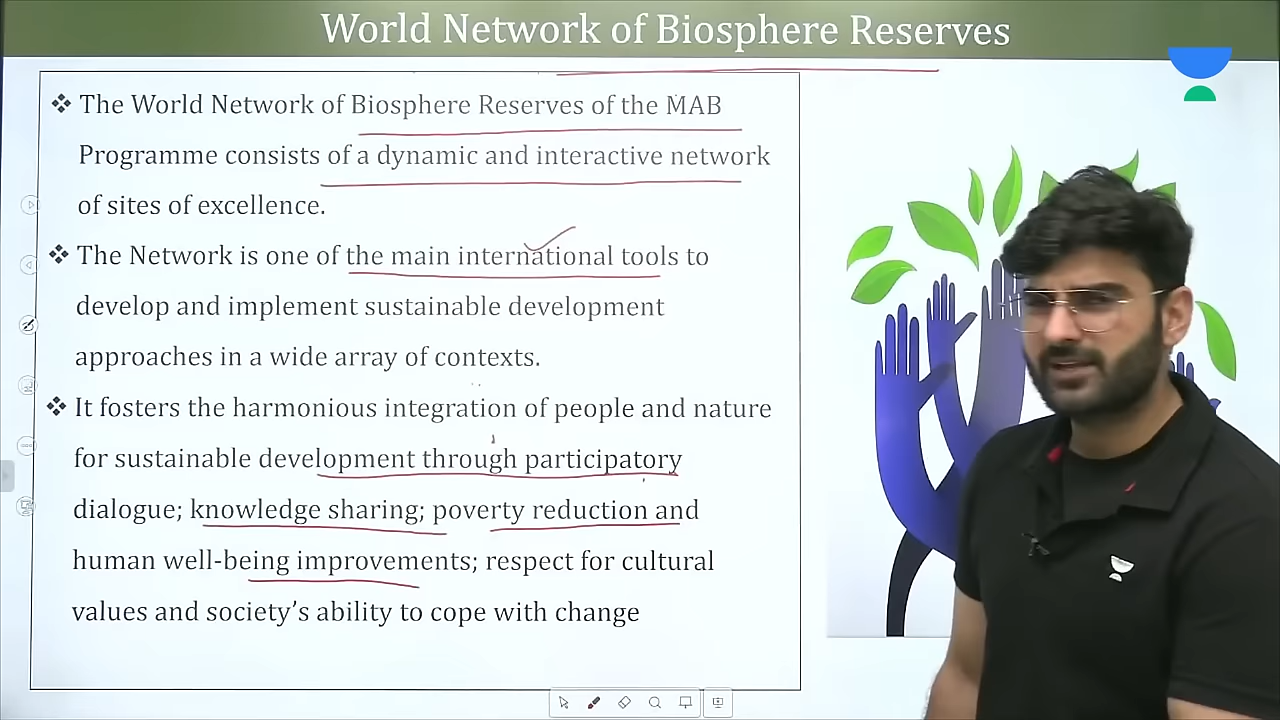 World Network of Biosphere Reserves
❖ The World Network of Biosphere Reserves of the MAB
Programme consists of a dynamic and interactive network
of sites of excellence.
❖ The Network is one of the main international tools to
develop and implement sustainable development
approaches in a wide array of contexts.
❖ It fosters the harmonious integration of people and nature
for sustainable development through participatory
dialogue; knowledge sharing; poverty reduction and
human well-being improvements; respect for cultural
values and society’s ability to cope with change